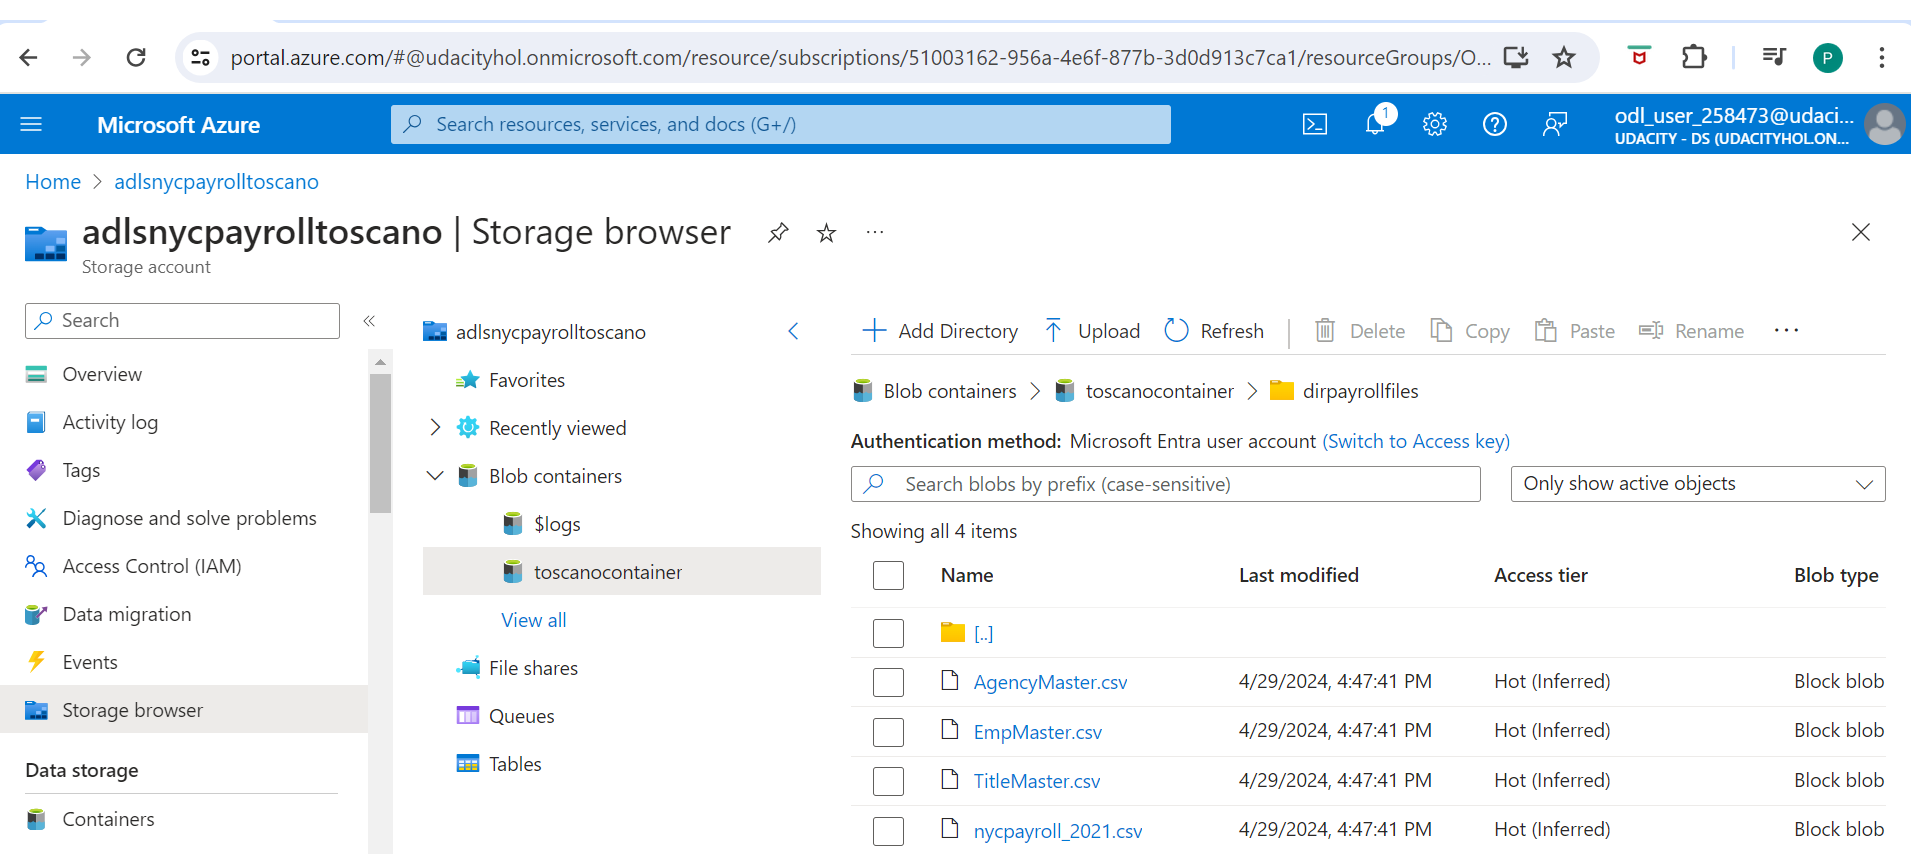 portal.azure.com/#@udacityhol.onmicrosoft.com/resource/subscriptions/51003162-956a-4e6f-877b-3d0d913c7ca1/resourceGroups/O...
P
Microsoft Azure
Search resources, services, and docs (G+/)
1
odl_user_258473@udaci...
UDACITY - DS (UDACITYHOL.ON...
Home > adlsnycpayrolltoscano
adlsnycpayrolltoscano | Storage browser
Storage account
Search
Overview
Activity log
Tags
Diagnose and solve problems
Access Control (IAM)
Data migration
Events
Storage browser
Data storage
Containers
adlsnycpayrolltoscano
Favorites
Recently viewed
Blob containers
$logs
toscanocontainer
View all
File shares
Queues
Tables
Add Directory Upload Refresh Delete Copy Paste Rename
Blob containers > toscanocontainer > dirpayrollfiles
Authentication method: Microsoft Entra user account (Switch to Access key)
Search blobs by prefix (case-sensitive) Only show active objects
Showing all 4 items
Name Last modified Access tier Blob type
[..]
AgencyMaster.csv 4/29/2024, 4:47:41 PM Hot (Inferred) Block blob
EmpMaster.csv 4/29/2024, 4:47:41 PM Hot (Inferred) Block blob
TitleMaster.csv 4/29/2024, 4:47:41 PM Hot (Inferred) Block blob
nycpayroll_2021.csv 4/29/2024, 4:47:41 PM Hot (Inferred) Block blob